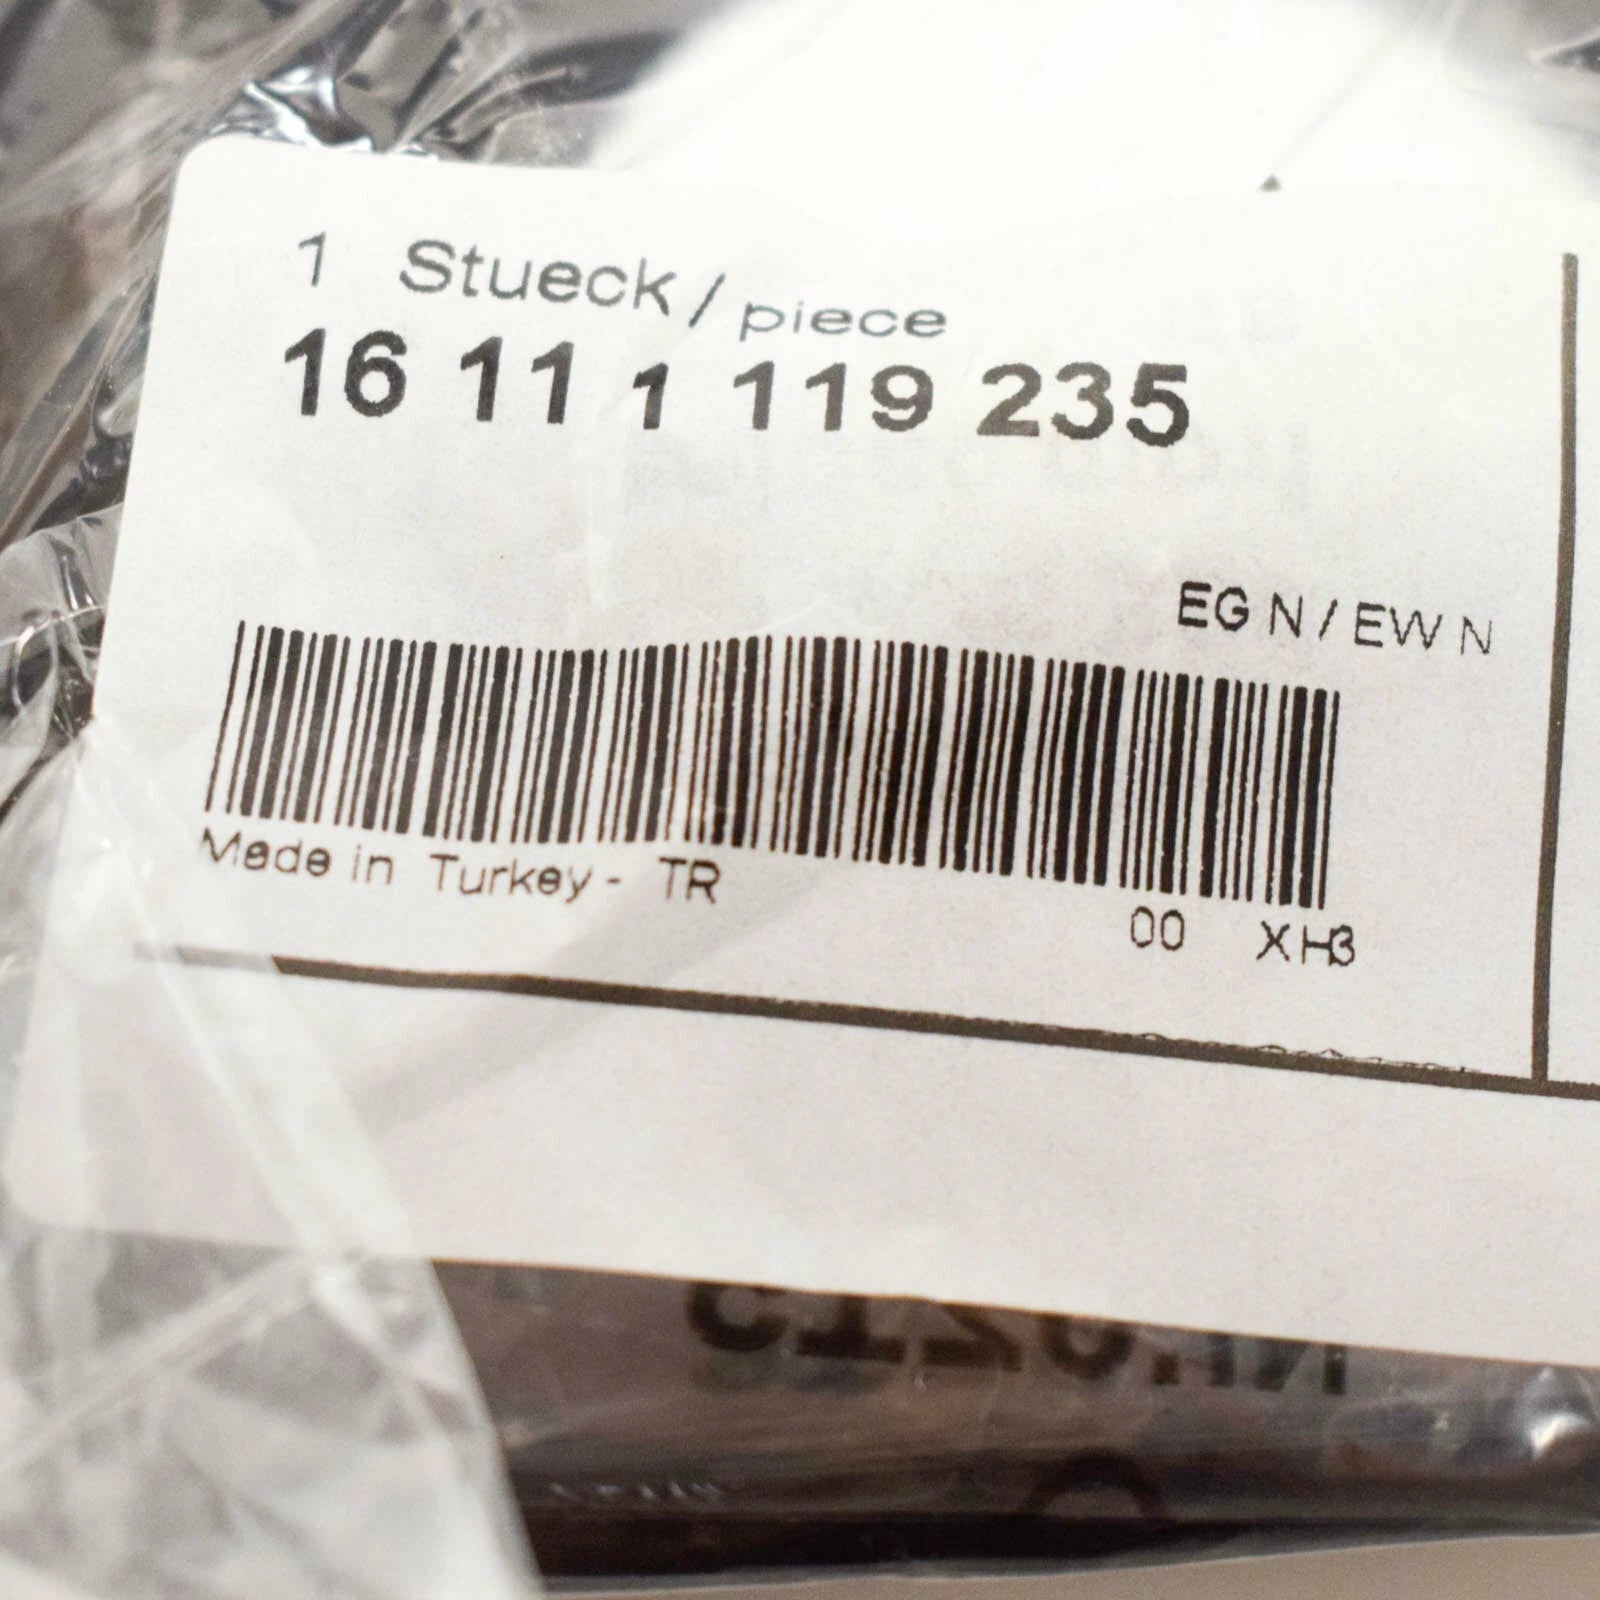 1 Stueck / piece
16 11 1 119 235
EG N / EW N
Made in Turkey - TR
00 XH3